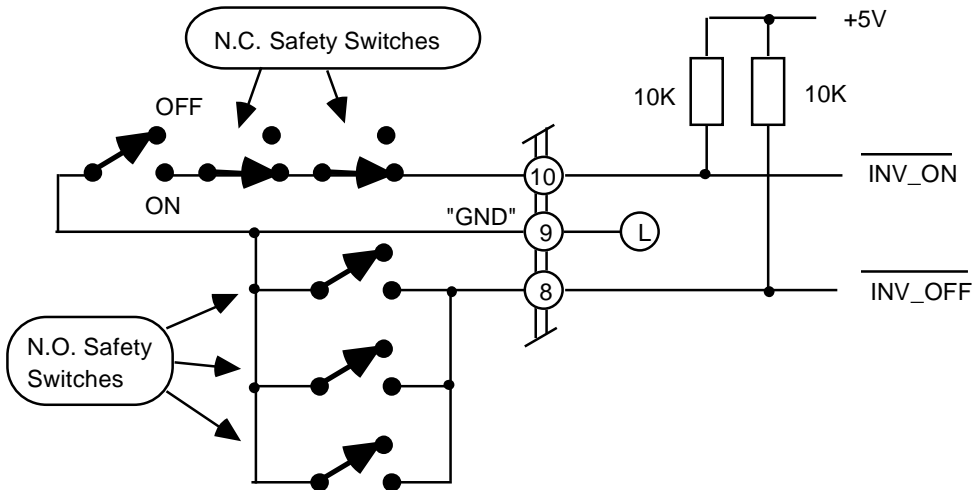 N.C. Safety Switches
+5V
10K
10K
OFF
ON
10
INV_ON
"GND"
9
L
8
INV_OFF
N.O. Safety
Switches